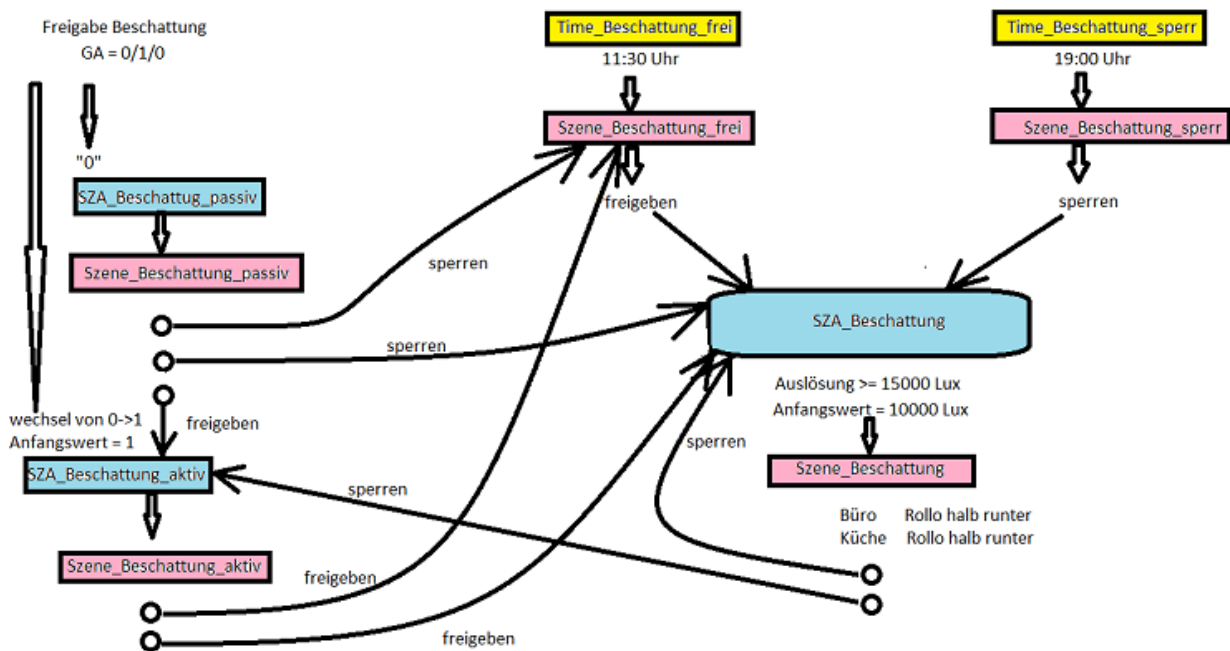 Freigabe Beschattung
GA = 0/1/0
"0"
SZA_Beschattug_passiv
Szene_Beschattung_passiv
sperren
sperren
freigeben
wechsel von 0->1
Anfangswert = 1
SZA_Beschattung_aktiv
Szene_Beschattung_aktiv
freigeben
freigeben
sperren
Time_Beschattung_frei
11:30 Uhr
Szene_Beschattung_frei
freigeben
Time_Beschattung_sperr
19:00 Uhr
Szene_Beschattung_sperr
sperren
SZA_Beschattung
Auslösung >= 15000 Lux
Anfangswert = 10000 Lux
sperren
Szene_Beschattung
Büro Rollo halb runter
Küche Rollo halb runter